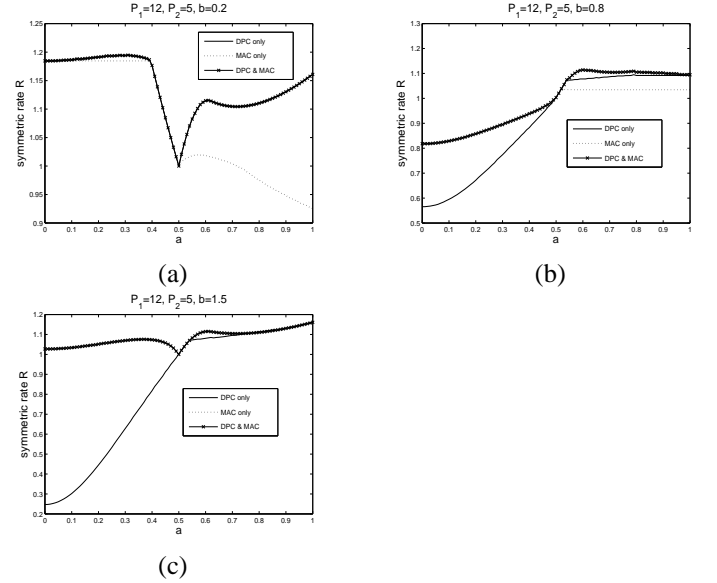 P_1=12, P_2=5, b=0.2
symmetric rate R
1.25
1.2
1.15
1.1
1.05
1
0.95
0.9
DPC only
MAC only
DPC & MAC
0 0.1 0.2 0.3 0.4 0.5 0.6 0.7 0.8 0.9 1
a
(a)
P_1=12, P_2=5, b=0.8
symmetric rate R
1.3
1.2
1.1
1
0.9
0.8
0.7
0.6
0.5
DPC only
MAC only
DPC & MAC
0 0.1 0.2 0.3 0.4 0.5 0.6 0.7 0.8 0.9 1
a
(b)
P_1=12, P_2=5, b=1.5
symmetric rate R
1.2
1.1
1
0.9
0.8
0.7
0.6
0.5
0.4
0.3
0.2
DPC only
MAC only
DPC & MAC
0 0.1 0.2 0.3 0.4 0.5 0.6 0.7 0.8 0.9 1
a
(c)